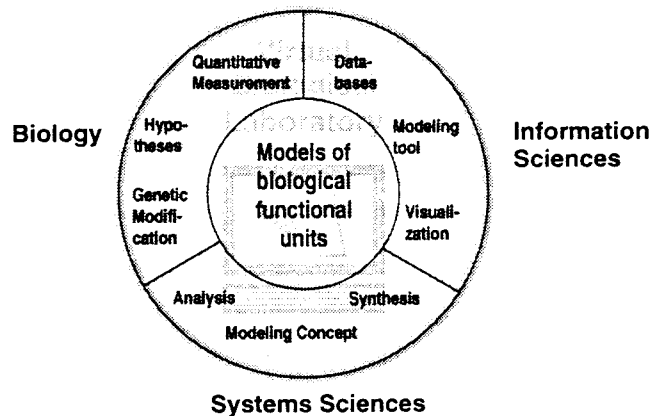 Quantitative
Measurement
Data-
bases
Biology
Hypo-
theses
Genetic
Modifi-
cation
Laboratory
Models of
biological
functional
units
Modeling
tool
Visuali-
zation
Information
Sciences
Analysis
Synthesis
Modeling Concept
Systems Sciences